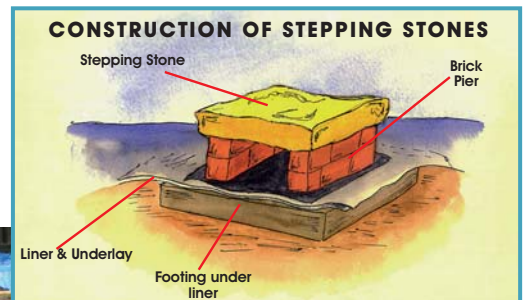 CONSTRUCTION OF STEPPING STONES
Stepping Stone
Brick
Pier
Liner & Underlay
Footing under
liner